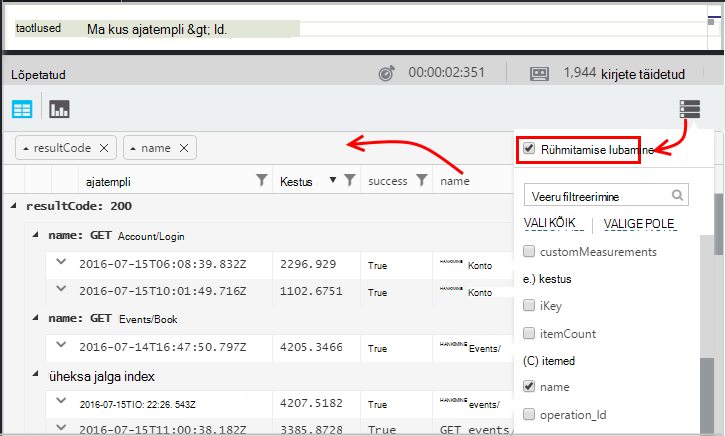 taotlused Ma kus ajatempli &gt; Id.
Lõpetatud 00:00:02:351 1,944 kirjete täidetud
resultCode name
Rühmitamise lubamine
ajatempli Kestus success name
Veeru filtreerimine
resultCode: 200
VALI KÕIK VALIGE POLE
name: GET Account/Login
customMeasurements
2016-07-15T06:08:39.832Z 2296.929 True HANKIMINE Konto
e.) kestus
2016-07-15T10:01:49.716Z 1102.6751 True HANKIMINE Konto
iKey
name: GET Events/Book
itemCount
2016-07-14T16:47:50.797Z 4205.3466 True HANKIMINE Events/
(C) itemed
üheksa jalga index
name
2016-07-15TIO: 22:26. 543Z 4207.5182 True HANKIMINE events/
operation_Id
2016-07-15T11:00:38.182Z 3385.8728 True GET events/